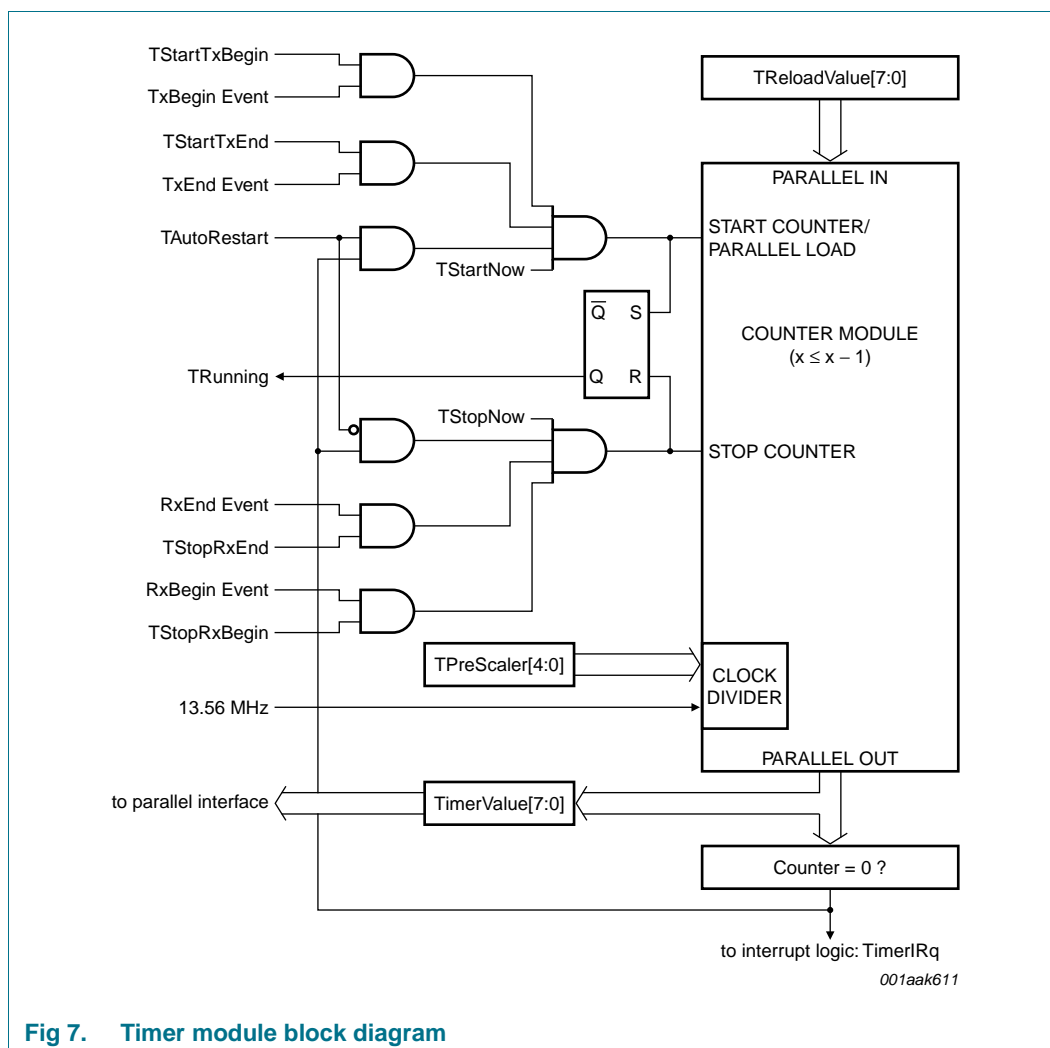 TStartTxBegin
TxBegin Event
TStartTxEnd
TxEnd Event
TAutoRestart
TStartNow
TReloadValue[7:0]
PARALLEL IN
START COUNTER/
PARALLEL LOAD
Q S
Q R
COUNTER MODULE
(x ≤ x − 1)
TRunning
TStopNow
STOP COUNTER
RxEnd Event
TStopRxEnd
RxBegin Event
TStopRxBegin
TPreScaler[4:0]
CLOCK
DIVIDER
13.56 MHz
PARALLEL OUT
to parallel interface
TimerValue[7:0]
Counter = 0 ?
to interrupt logic: TimerIRq
001aak611
Fig 7. Timer module block diagram